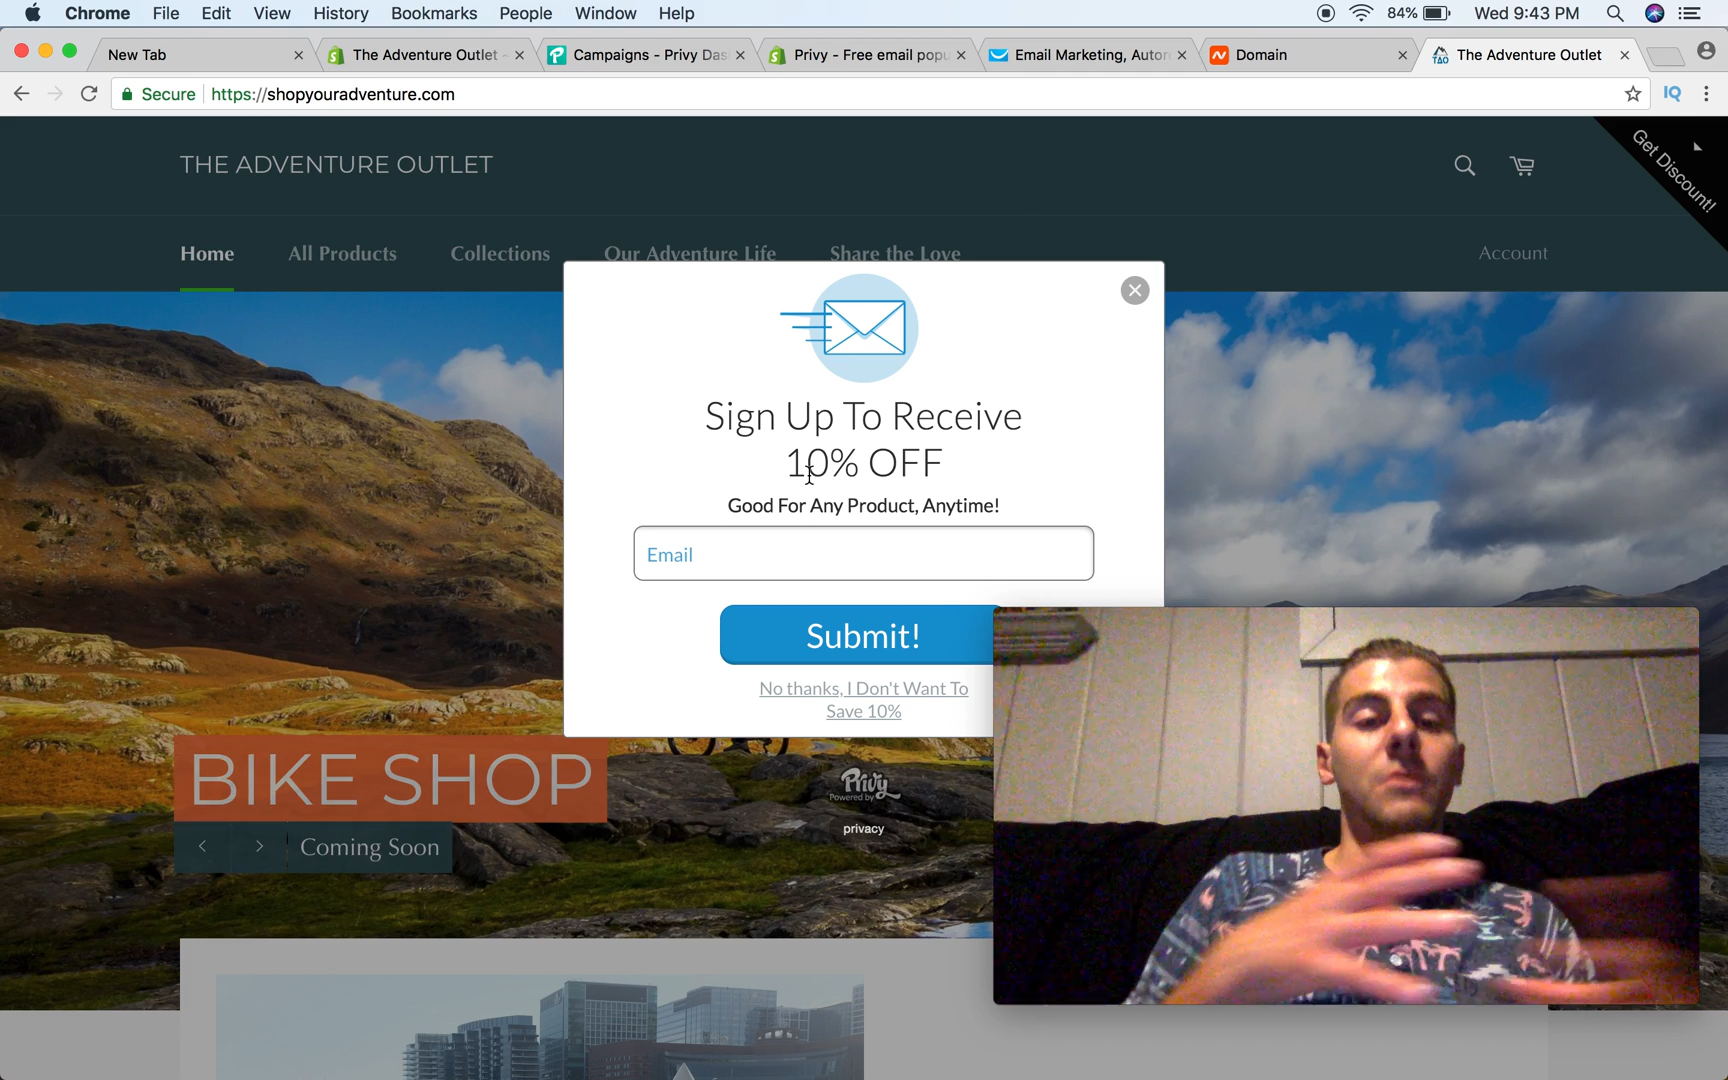 Chrome File Edit View History Bookmarks People Window Help 84% Wed 9:43 PM
New Tab The Adventure Outlet Campaigns - Privy Das Privy - Free email popu Email Marketing, Autor Domain The Adventure Outlet
Secure https://shopyouradventure.com IQ
THE ADVENTURE OUTLET
Get Discount!
Home All Products Collections Our Adventure Life Share the Love Account
Sign Up To Receive
10% OFF
Good For Any Product, Anytime!
Email
Submit!
No thanks, I Don't Want To
Save 10%
BIKE SHOP
Coming Soon
Powered by Privy
privacy